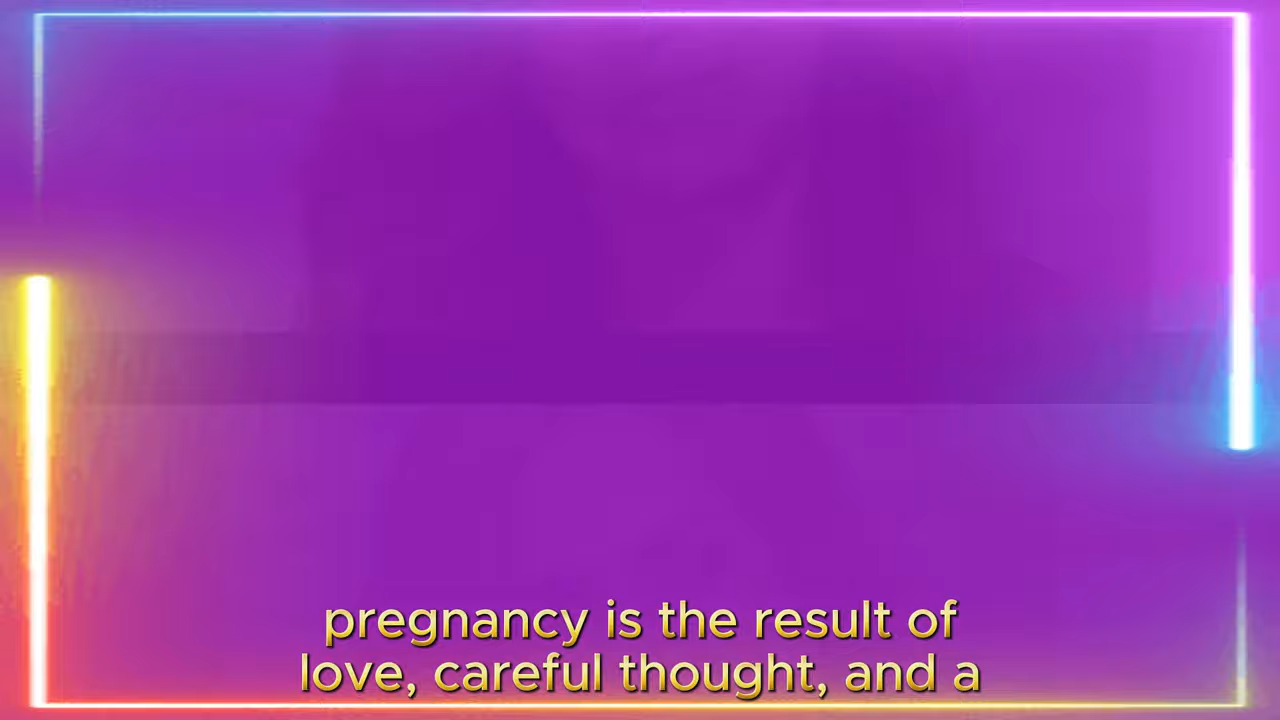 pregnancy is the result of
love, careful thought, and a